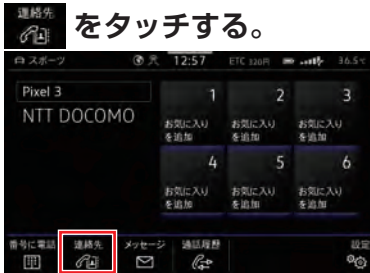 連絡先
をタッチする。
スポーツ 12:57 ETC 320円 36.5℃
Pixel 3
NTT DOCOMO
1 2 3
お気に入り お気に入り お気に入り
を追加 を追加 を追加
4 5 6
お気に入り お気に入り お気に入り
を追加 を追加 を追加
番号に電話 連絡先 メッセージ 通話履歴 設定